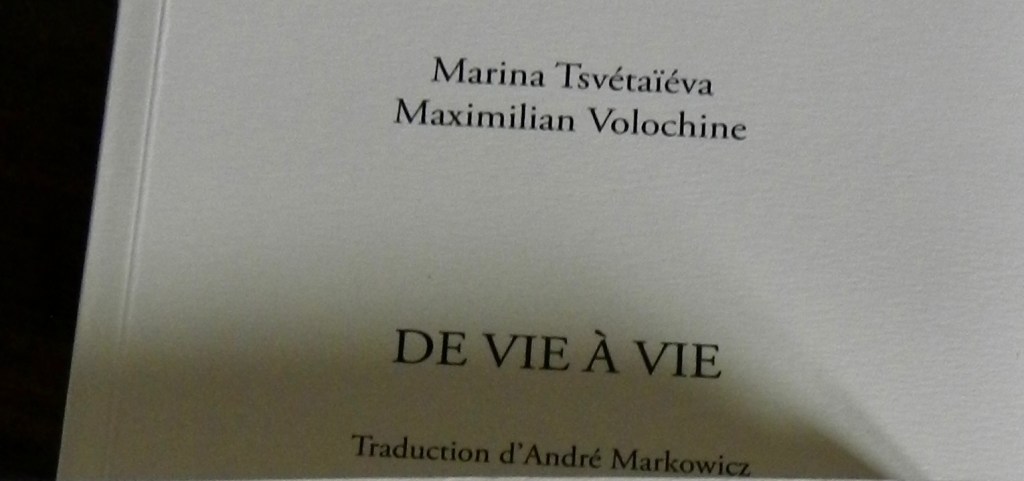 Marina Tsvétaïéva
Maximilian Volochine
DE VIE À VIE
Traduction d'André Markowicz